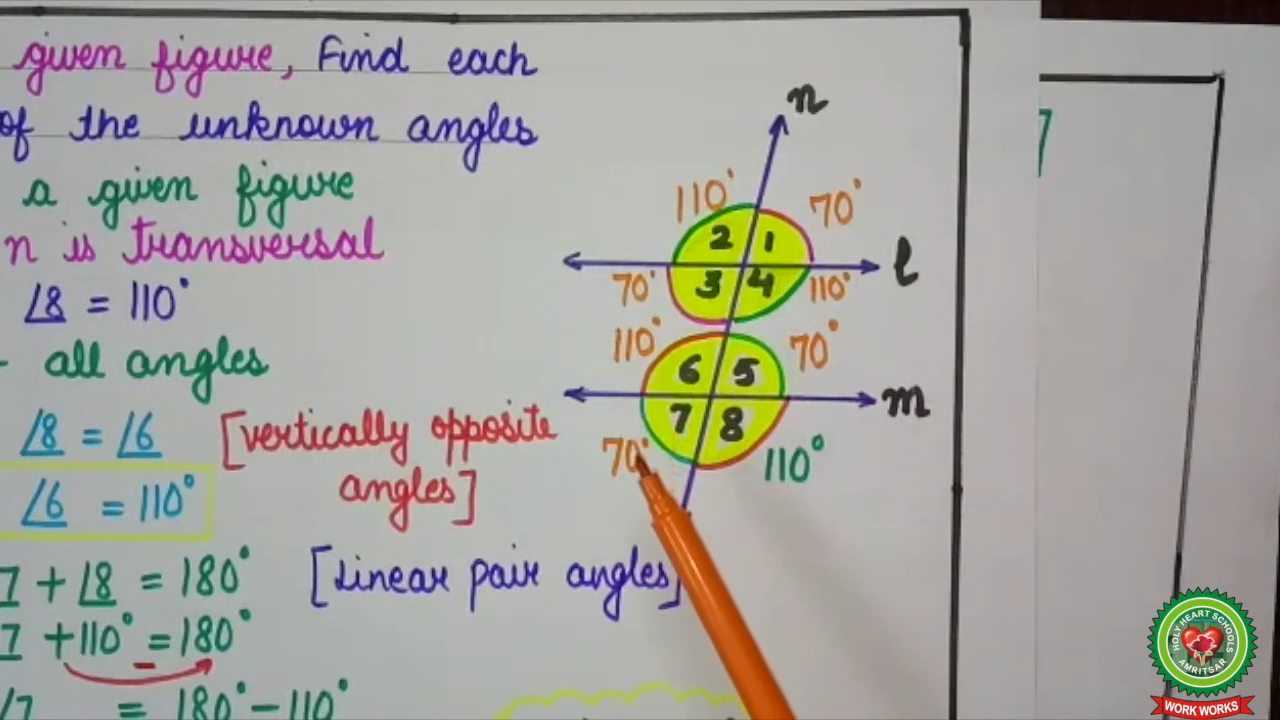 given figure, Find each
of the unknown angles
a given figure
n is transversal
∠8 = 110°
all angles
∠8 = ∠6 [vertically opposite
angles]
∠6 = 110°
7 + ∠8 = 180° [Linear pair angles]
7 + 110° = 180°
∠7 = 180° - 110°
n
110° 70°
2 1
l
70° 3 4 110°
110° 70°
6 5
m
7 8
70° 110°
7
HOLY HEART SCHOOLS
AMRITSAR
WORK WORKS